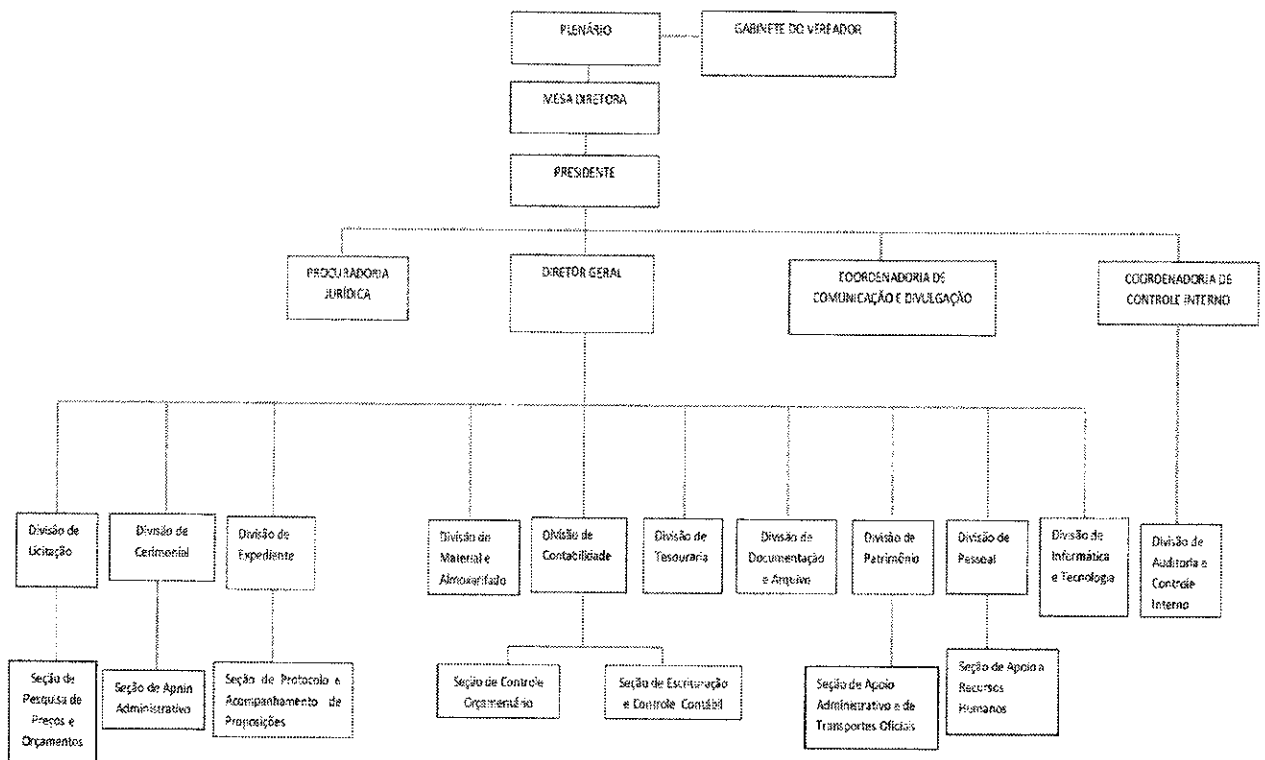 PLENÁRIO
GABINETE DO VEREADOR
MESA DIRETORA
PRESIDENTE
PROCURADORIA
JURÍDICA
DIRETOR GERAL
COORDENADORIA DE
COMUNICAÇÃO E DIVULGAÇÃO
COORDENADORIA DE
CONTROLE INTERNO
Divisão de
Licitação
Divisão de
Cerimonial
Divisão de
Expediente
Divisão de
Material e
Almoxarifado
Divisão de
Contabilidade
Divisão de
Tesouraria
Divisão de
Documentação
e Arquivo
Divisão de
Patrimônio
Divisão de
Pessoal
Divisão de
Informática
e Tecnologia
Divisão de
Auditoria e
Controle
Interno
Seção de
Pesquisa de
Preços e
Orçamentos
Seção de Apoio
Administrativo
Seção de Protocolo e
Acompanhamento de
Proposições
Seção de Controle
Orçamentário
Seção de Escrituração
e Controle Contábil
Seção de Apoio
Administrativo e de
Transportes Oficiais
Seção de Apoio a
Recursos
Humanos